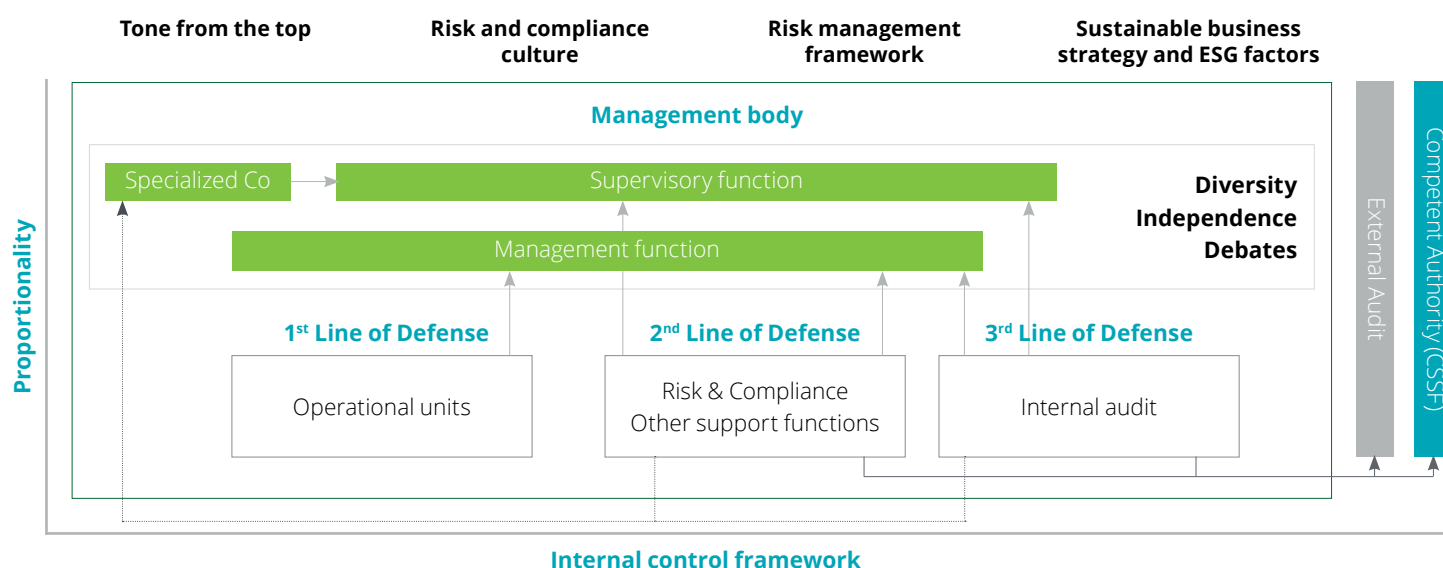 Tone from the top
Risk and compliance
culture
Risk management
framework
Sustainable business
strategy and ESG factors
Management body
Specialized Co
Supervisory function
Management function
Diversity
Independence
Debates
1st Line of Defense
2nd Line of Defense
3rd Line of Defense
Operational units
Risk & Compliance
Other support functions
Internal audit
Proportionality
External Audit
Competent Authority (CSSF)
Internal control framework